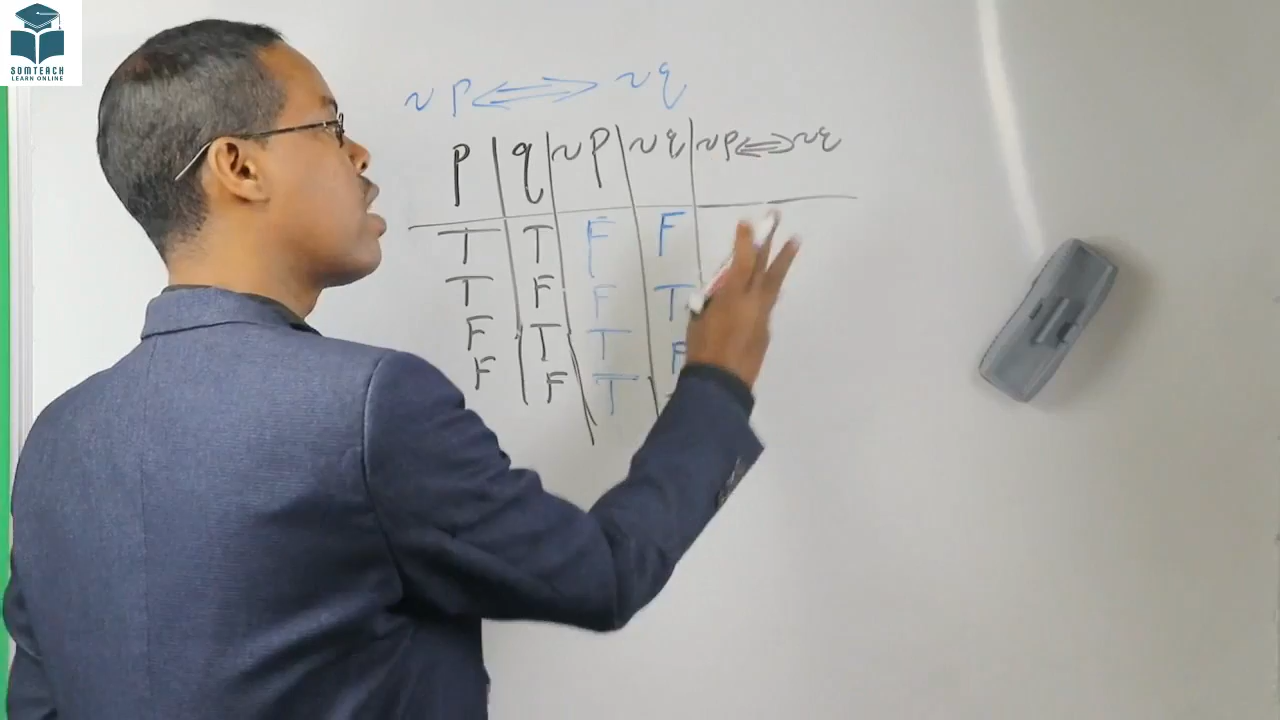 SOMTEACH
LEARN ONLINE
~p ⟺ ~q
p q ~p ~q ~p ⟺ ~q
T T F F
T F F T
F T T F
F F T